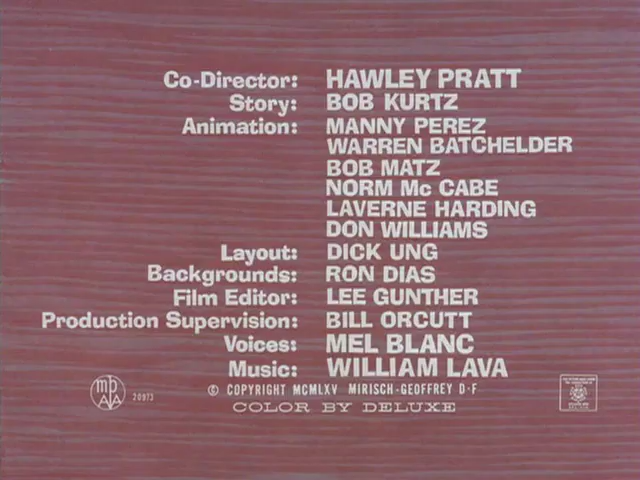 Co-Director: HAWLEY PRATT
Story: BOB KURTZ
Animation: MANNY PEREZ
WARREN BATCHELDER
BOB MATZ
NORM Mc CABE
LAVERNE HARDING
DON WILLIAMS
Layout: DICK UNG
Backgrounds: RON DIAS
Film Editor: LEE GUNTHER
Production Supervision: BILL ORCUTT
Voices: MEL BLANC
Music: WILLIAM LAVA
© COPYRIGHT MCMLXV MIRISCH-GEOFFREY D-F
COLOR BY DELUXE
mpAA 20973